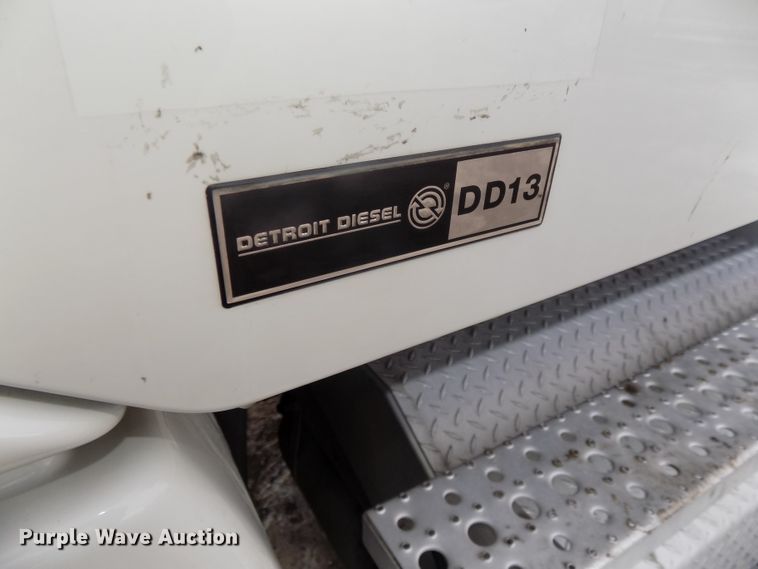 DETROIT DIESEL ® DD13
Purple Wave Auction